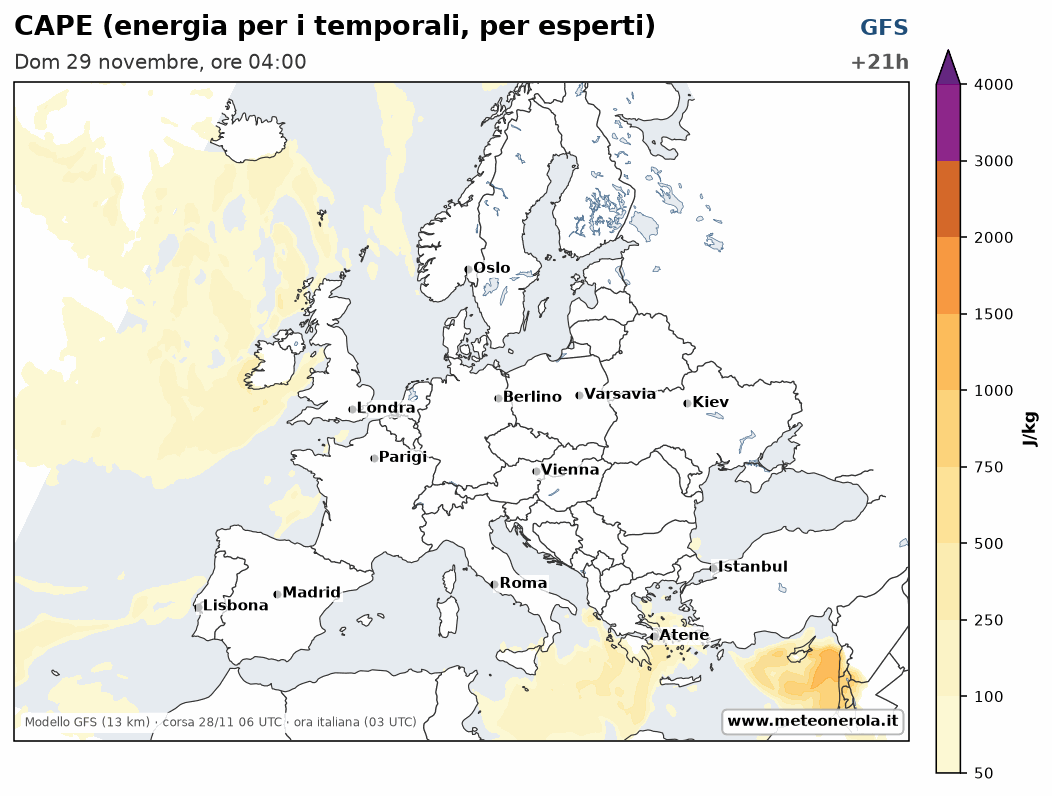 CAPE (energia per i temporali, per esperti)
GFS
Dom 29 novembre, ore 04:00
+21h
4000
3000
2000
1500
1000
750
500
250
100
50
J/kg
Oslo
Berlino
Varsavia
Kiev
Londra
Parigi
Vienna
Istanbul
Roma
Madrid
Lisbona
Atene
Modello GFS (13 km) · corsa 28/11 06 UTC · ora italiana (03 UTC)
www.meteonerola.it